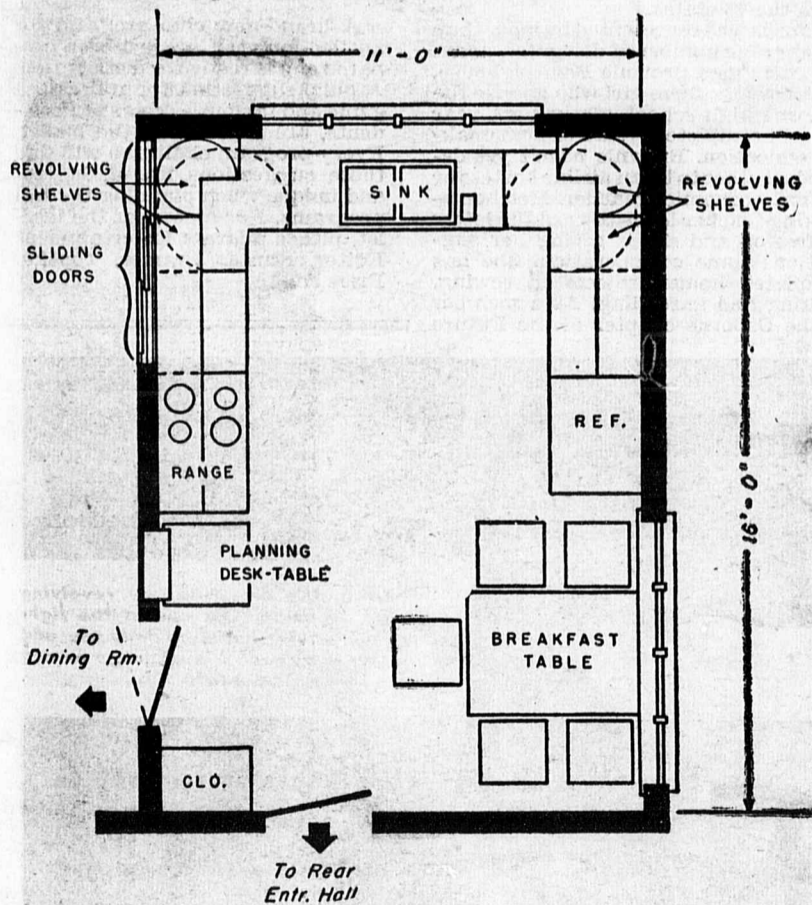 11'-0"
REVOLVING
SHELVES
SLIDING
DOORS
SINK
REVOLVING
SHELVES
REF.
16'-0"
RANGE
PLANNING
DESK-TABLE
BREAKFAST
TABLE
To
Dining Rm.
CLO.
To Rear
Entr. Hall